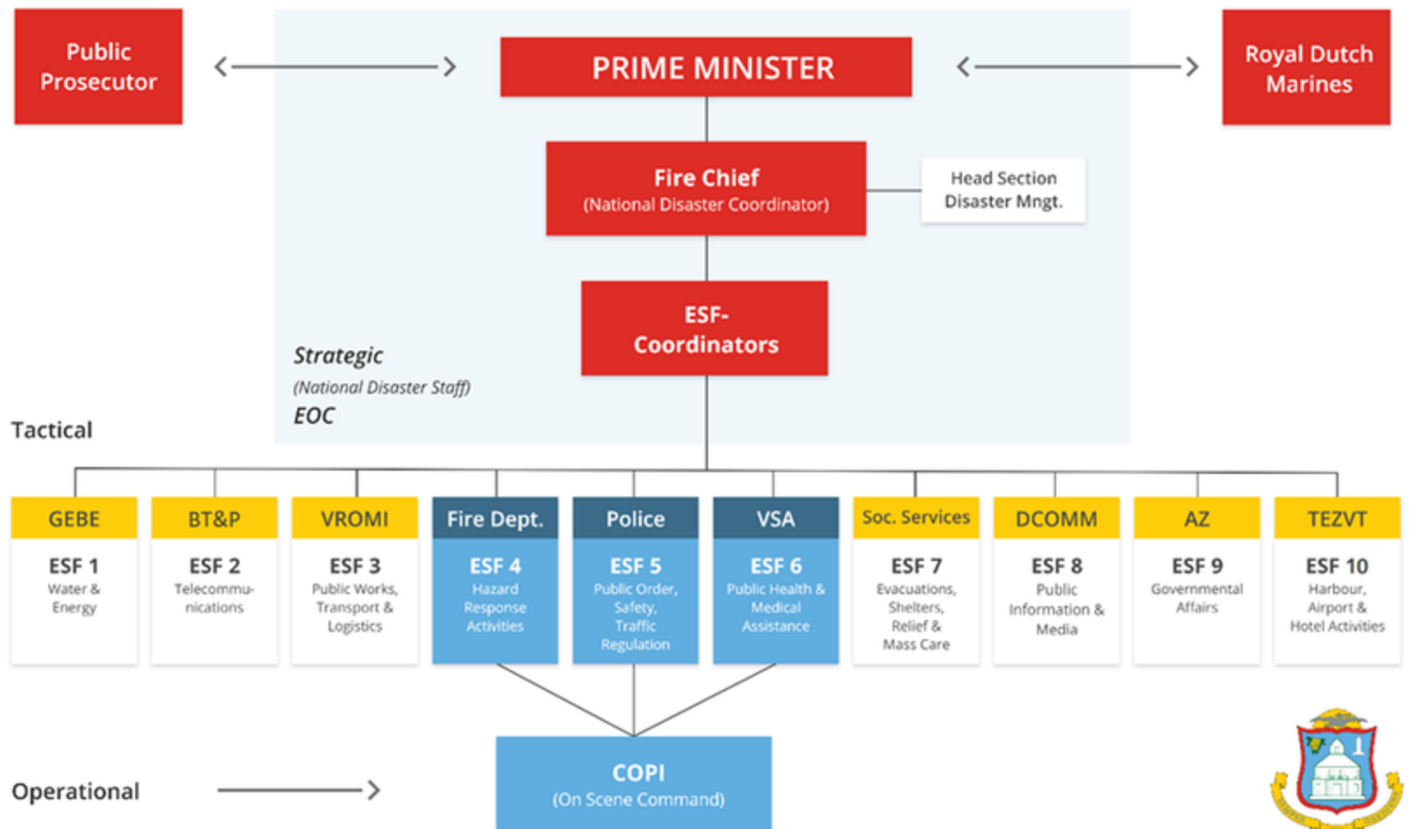 Public
Prosecutor
PRIME MINISTER
Royal Dutch
Marines
Fire Chief
(National Disaster Coordinator)
Head Section
Disaster Mngt.
ESF-
Coordinators
Strategic
(National Disaster Staff)
EOC
Tactical
GEBE
ESF 1
Water &
Energy
BT&P
ESF 2
Telecommu-
nications
VROMI
ESF 3
Public Works,
Transport &
Logistics
Fire Dept.
ESF 4
Hazard
Response
Activities
Police
ESF 5
Public Order,
Safety,
Traffic
Regulation
VSA
ESF 6
Public Health &
Medical
Assistance
Soc. Services
ESF 7
Evacuations,
Shelters,
Relief &
Mass Care
DCOMM
ESF 8
Public
Information &
Media
AZ
ESF 9
Governmental
Affairs
TEZVT
ESF 10
Harbour,
Airport &
Hotel Activities
Operational
COPI
(On Scene Command)